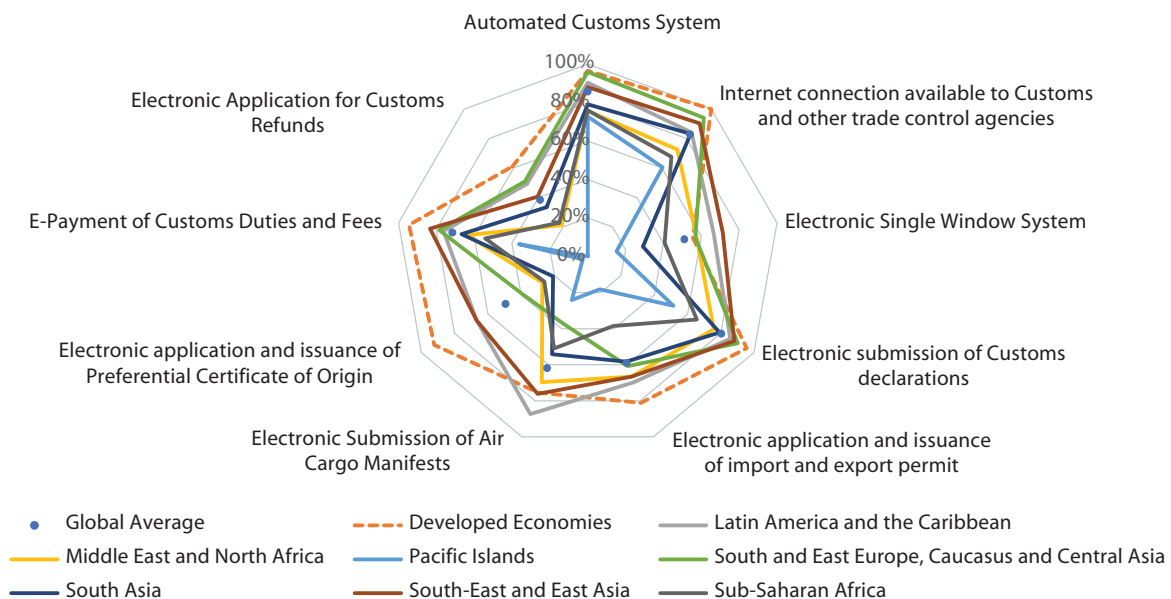 Automated Customs System
100%
80%
60%
40%
20%
0%
Internet connection available to Customs
and other trade control agencies
Electronic Single Window System
Electronic submission of Customs
declarations
Electronic application and issuance
of import and export permit
Electronic Submission of Air
Cargo Manifests
Electronic application and issuance of
Preferential Certificate of Origin
E-Payment of Customs Duties and Fees
Electronic Application for Customs
Refunds
Global Average
Developed Economies
Latin America and the Caribbean
Middle East and North Africa
Pacific Islands
South and East Europe, Caucasus and Central Asia
South Asia
South-East and East Asia
Sub-Saharan Africa